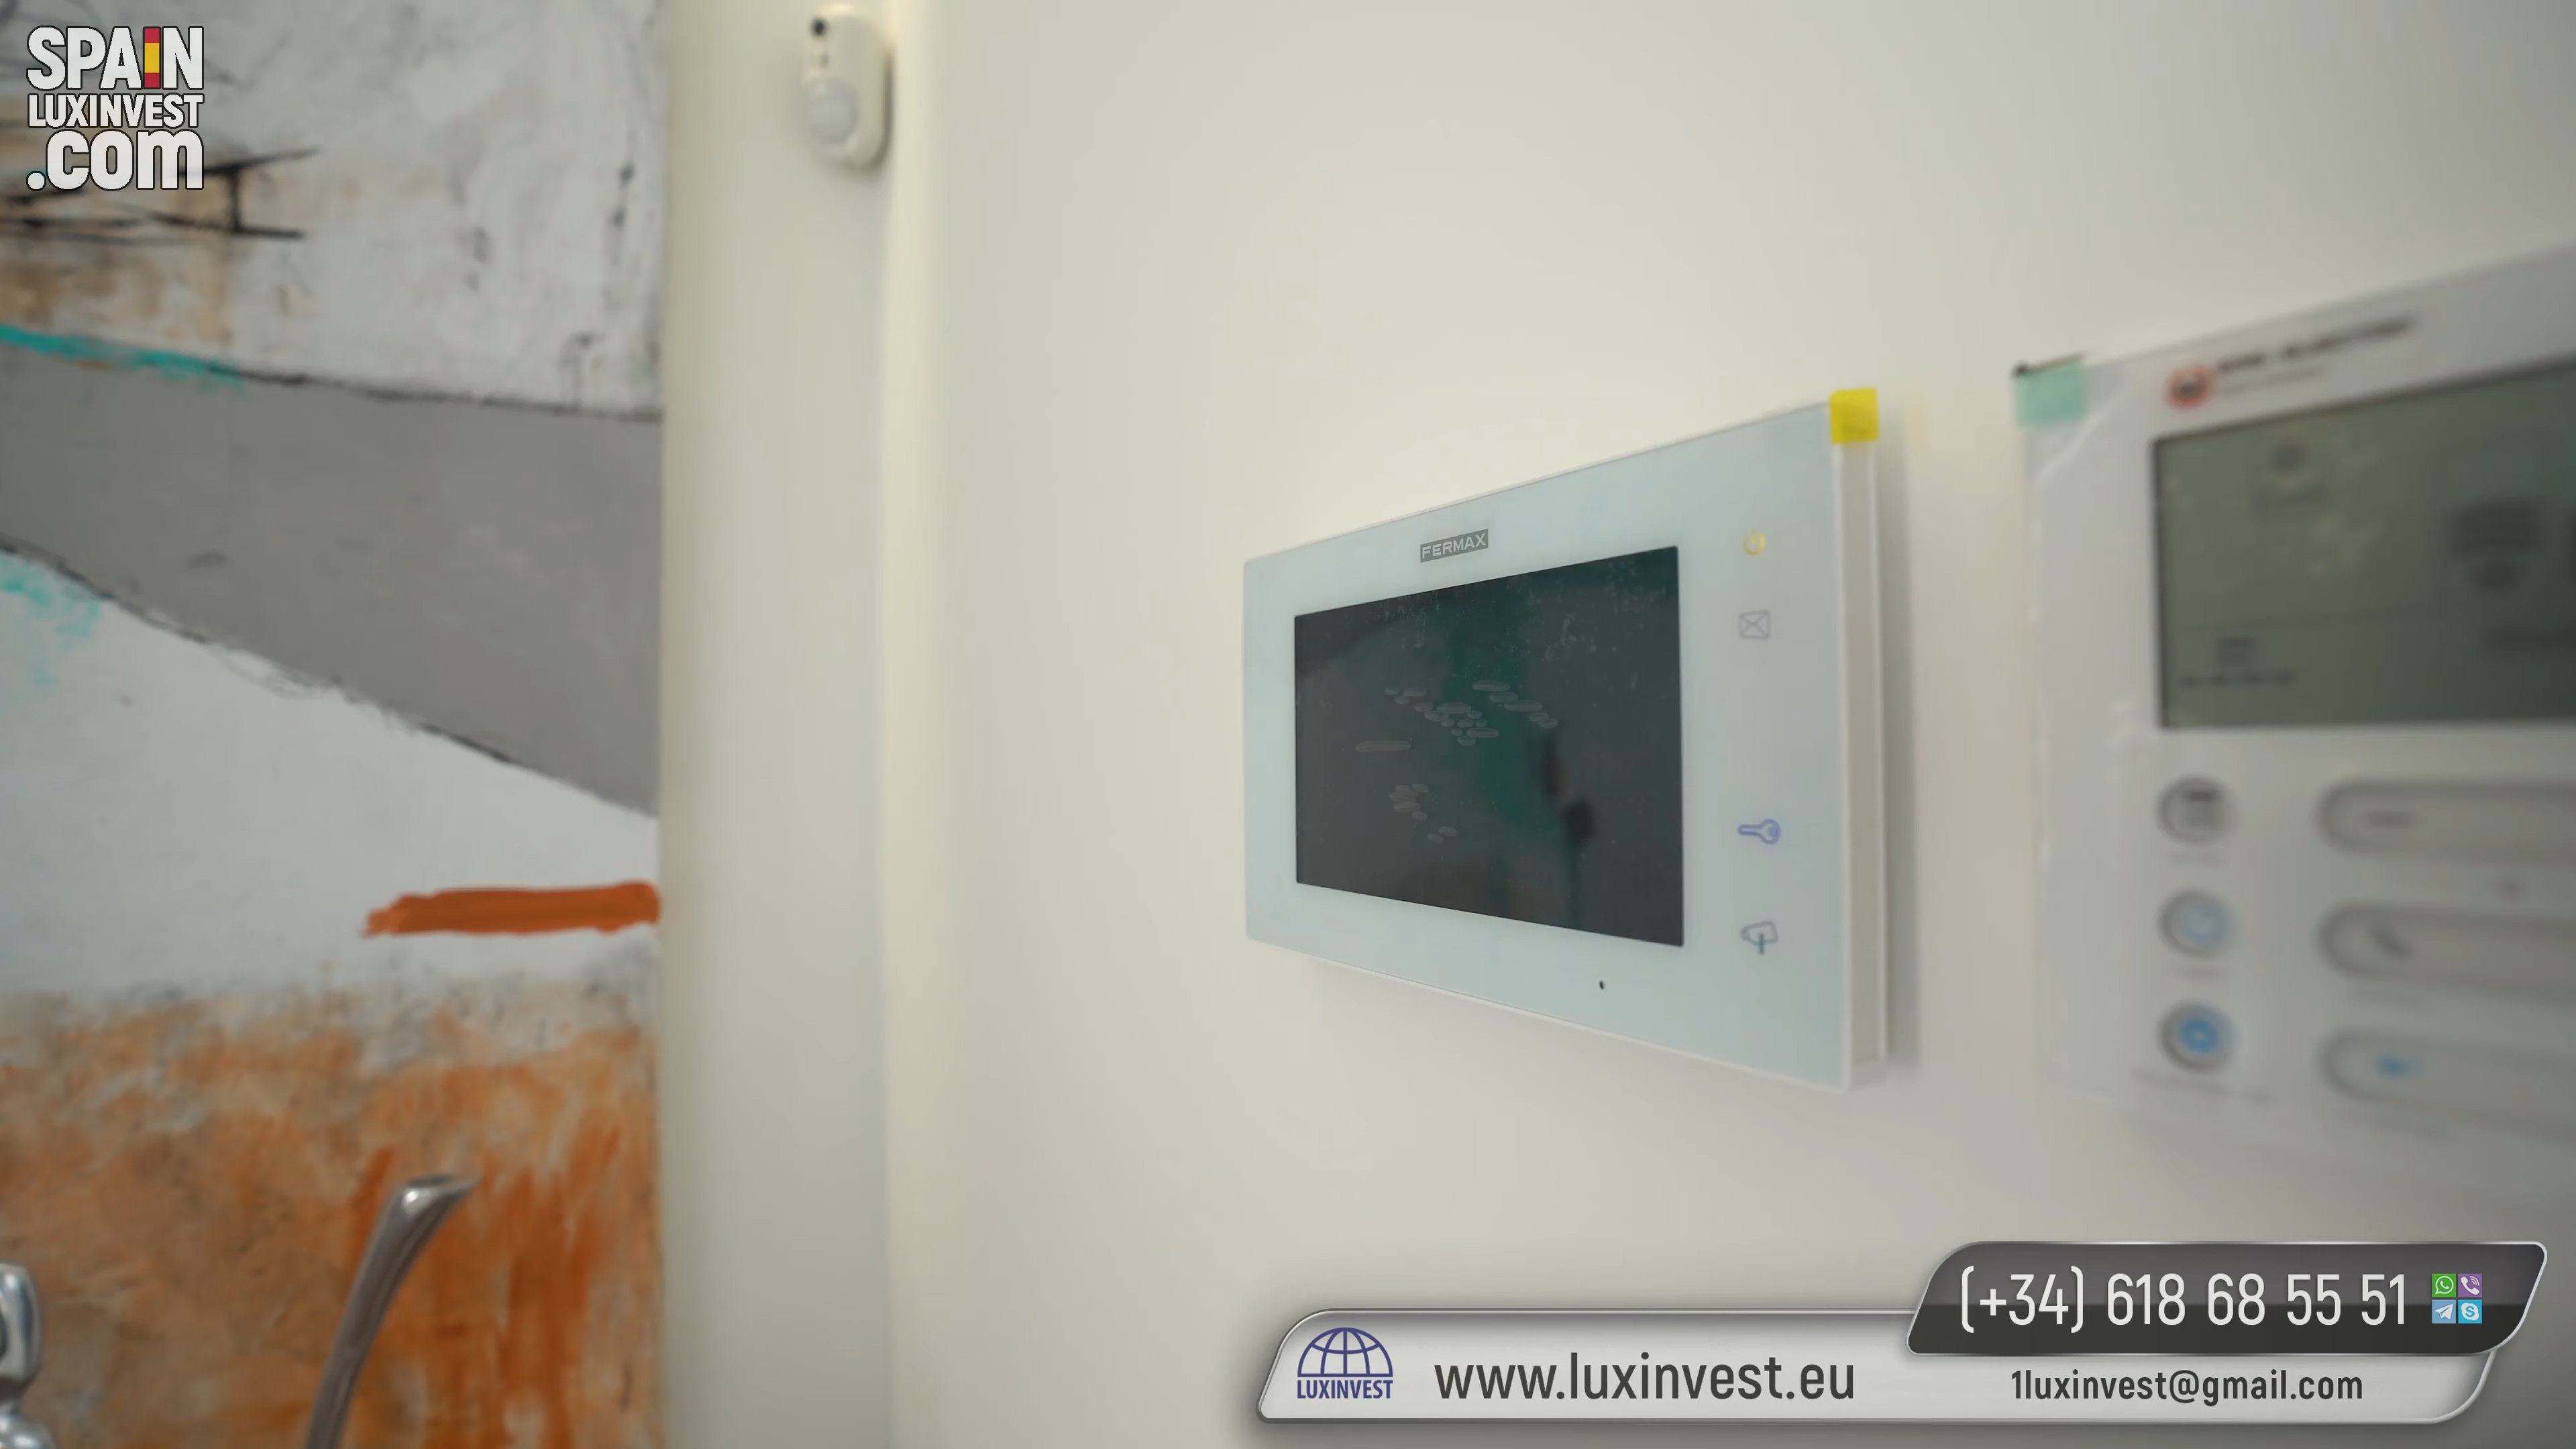 SPAIN
LUXINVEST
.com
FERMAX
(+34) 618 68 55 51
LUXINVEST
www.luxinvest.eu
1luxinvest@gmail.com